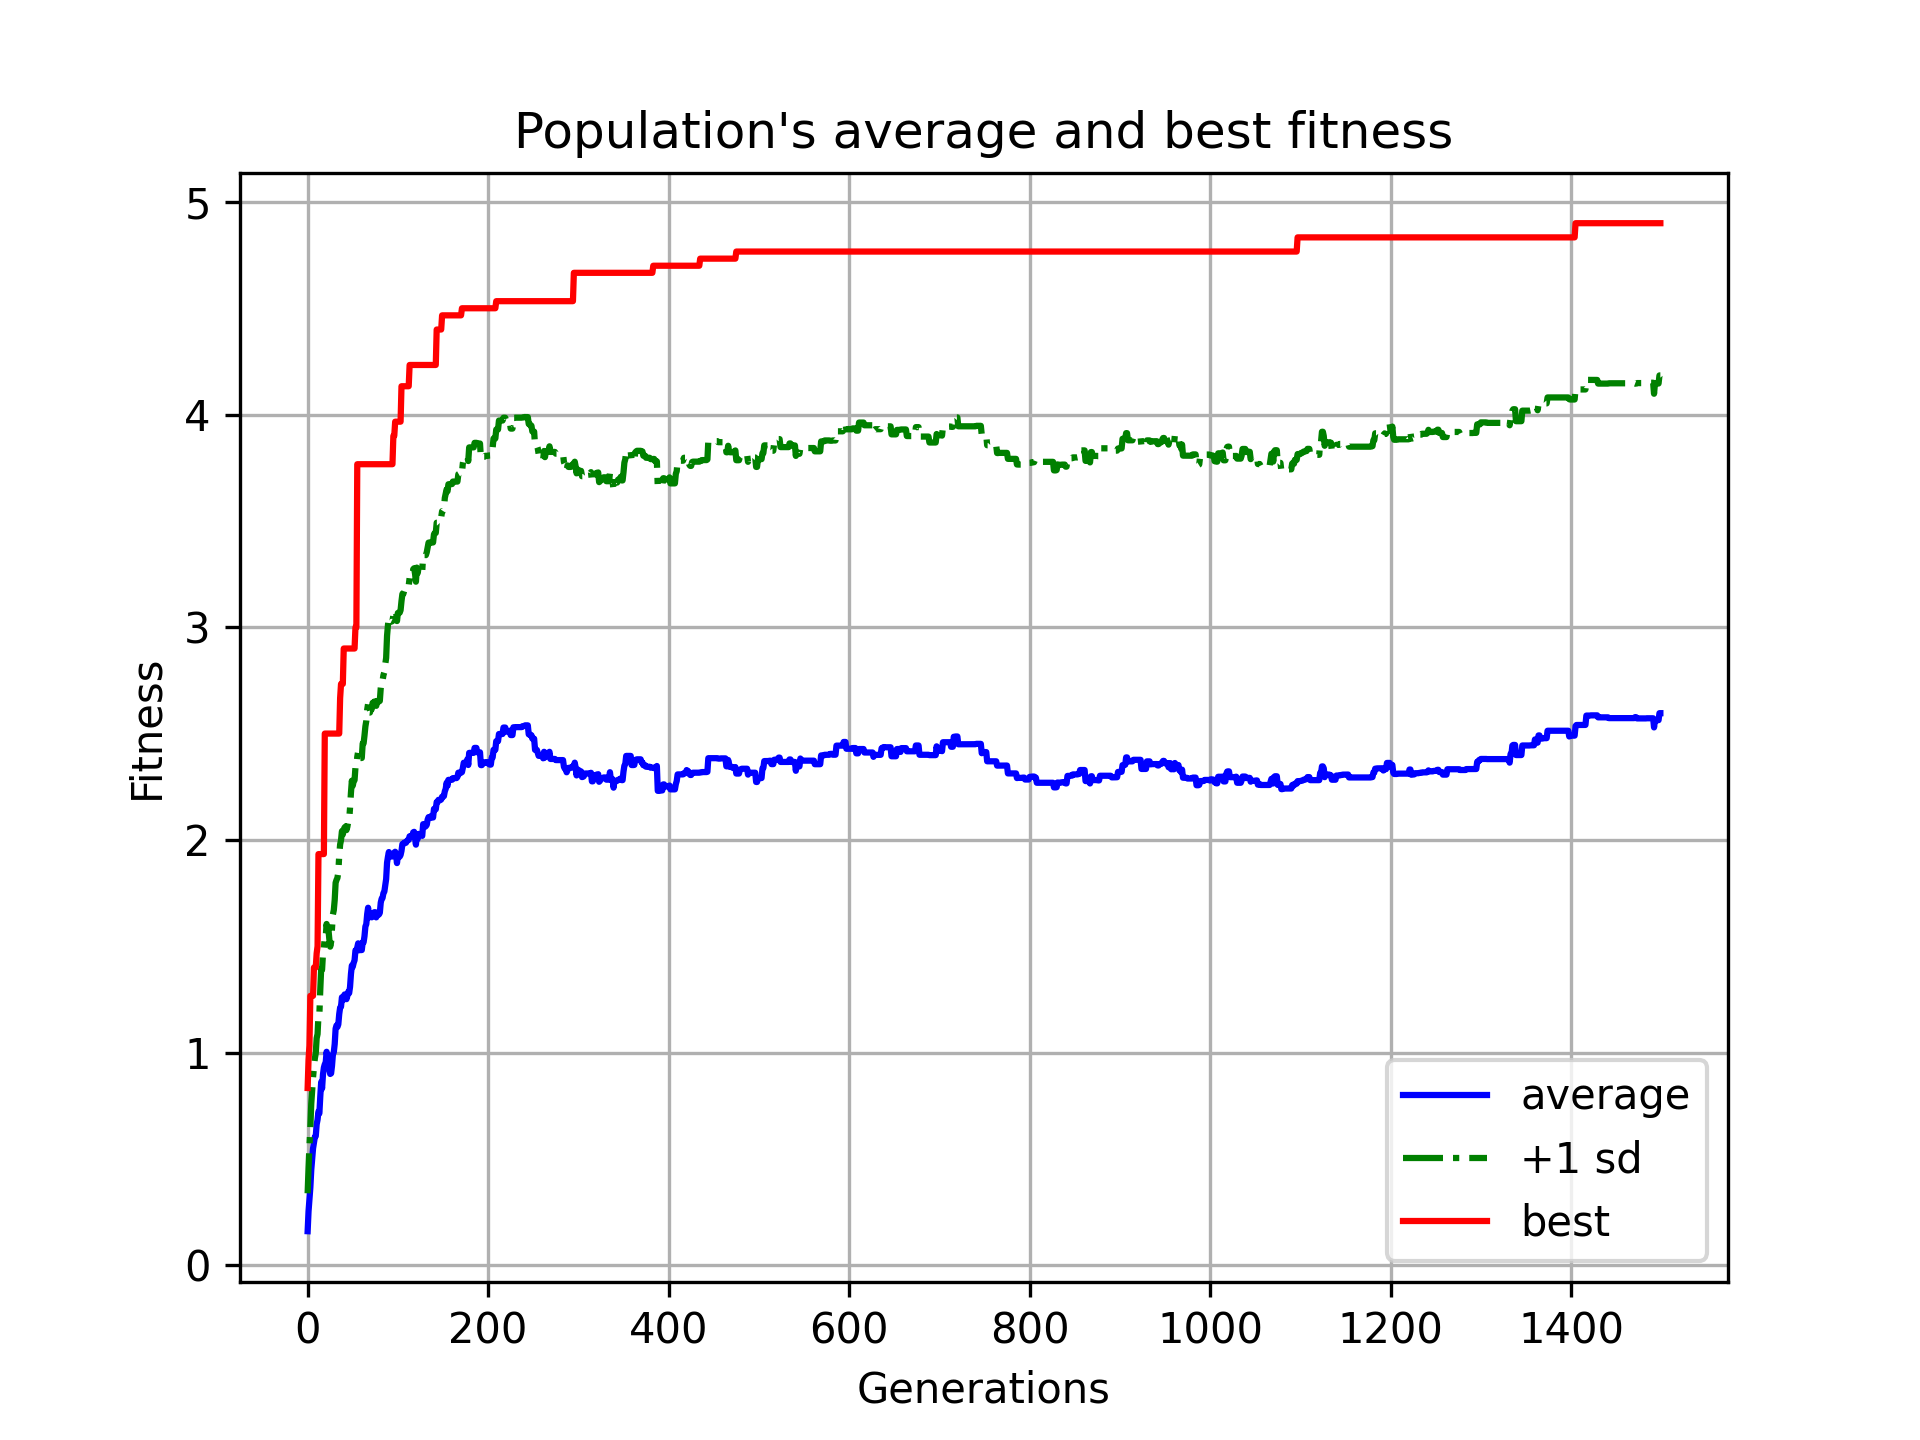 Population's average and best fitness
5
4
3
2
1
0
Fitness
average
+1 sd
best
0 200 400 600 800 1000 1200 1400
Generations